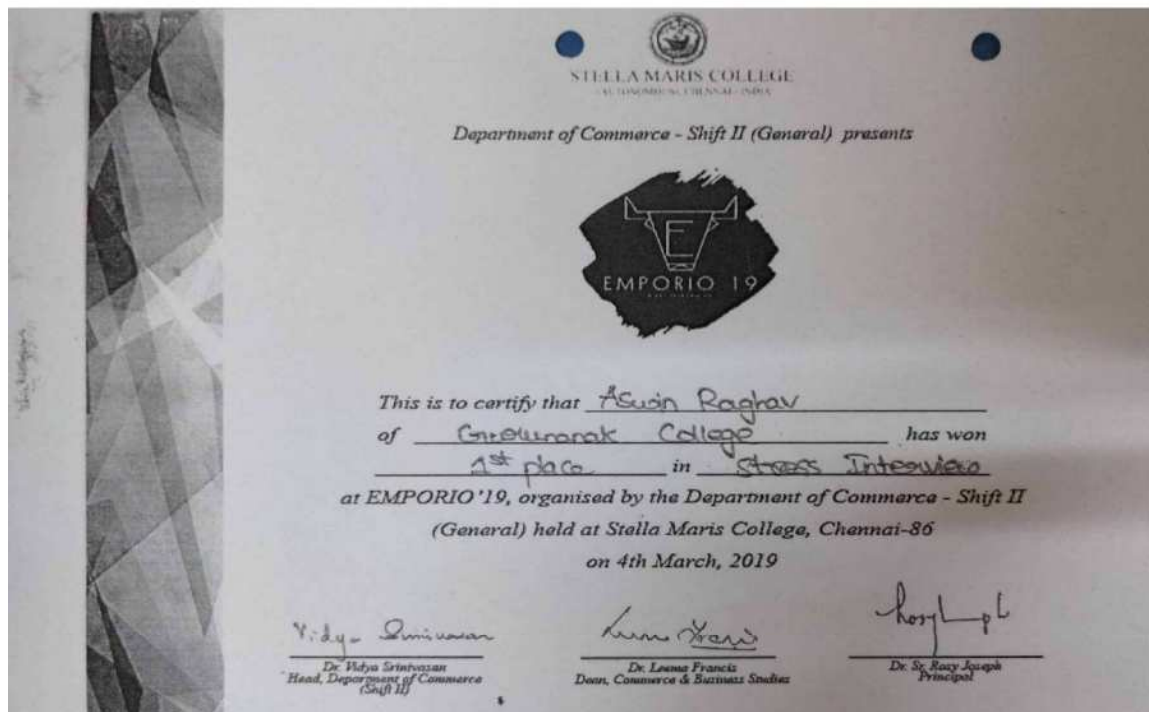 STELLA MARIS COLLEGE
Department of Commerce - Shift II (General) presents
E
EMPORIO 19
This is to certify that Aswin Raghav
of Gurunanak College has won
1st place in Stress Interview
at EMPORIO '19, organised by the Department of Commerce - Shift II
(General) held at Stella Maris College, Chennai-86
on 4th March, 2019
Vidya Srinivasan
Dr. Vidya Srinivasan
Head, Department of Commerce
(Shift II)
Dr. Leema Francis
Dean, Commerce & Business Studies
Dr. Sr. Rosy Joseph
Principal